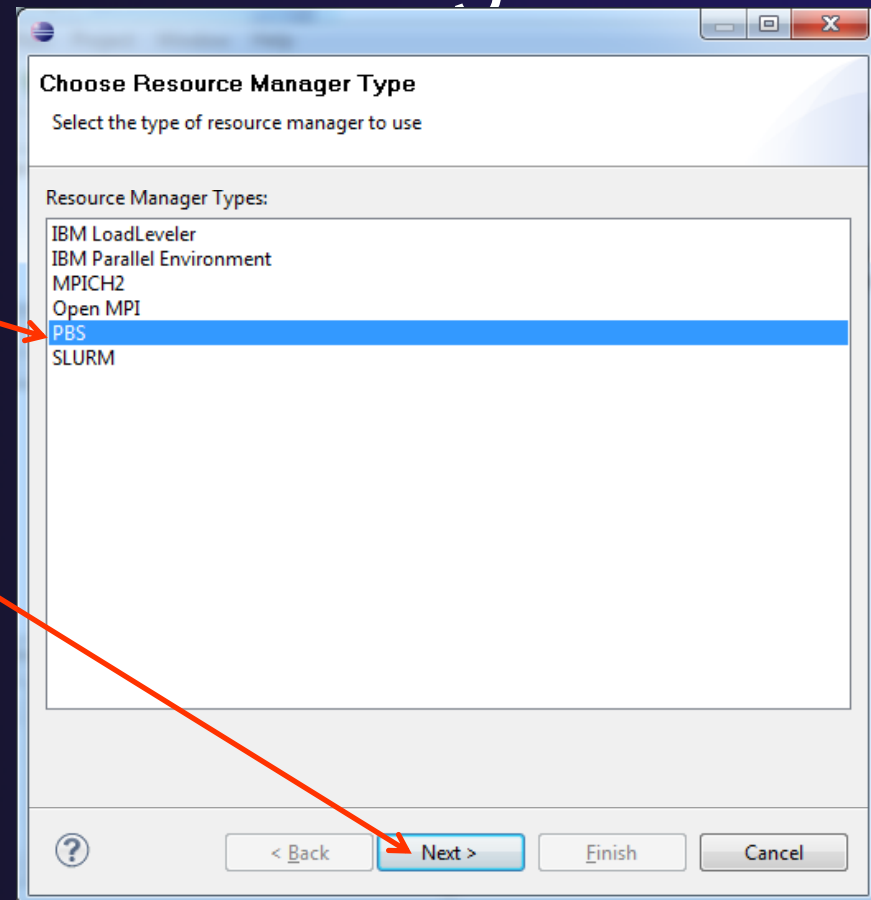 Choose Resource Manager Type
Select the type of resource manager to use
Resource Manager Types:
IBM LoadLeveler
IBM Parallel Environment
MPICH2
Open MPI
PBS
SLURM
< Back Next > Finish Cancel